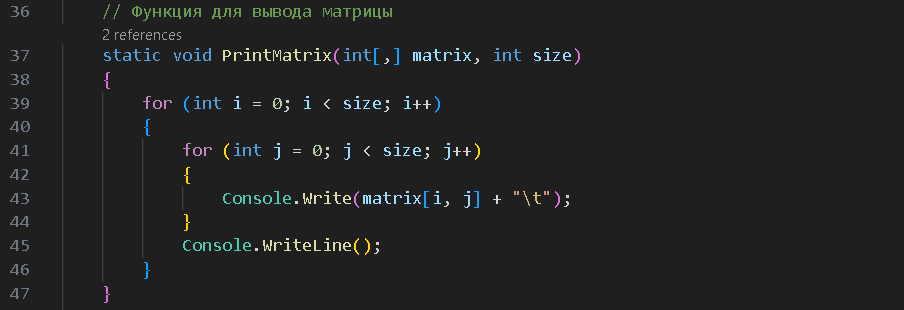 36 // Функция для вывода матрицы
2 references
37 static void PrintMatrix(int[,] matrix, int size)
38 {
39 for (int i = 0; i < size; i++)
40 {
41 for (int j = 0; j < size; j++)
42 {
43 Console.Write(matrix[i, j] + "\t");
44 }
45 Console.WriteLine();
46 }
47 }